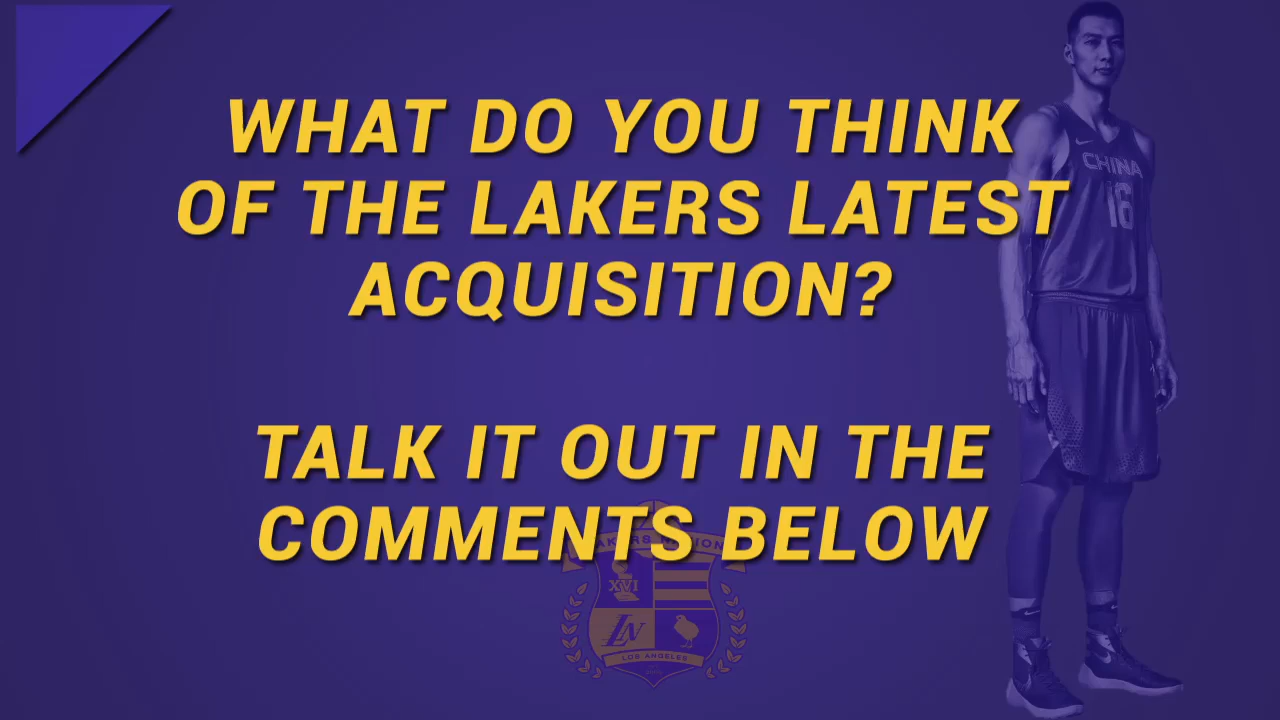 WHAT DO YOU THINK
OF THE LAKERS LATEST
ACQUISITION?
TALK IT OUT IN THE
COMMENTS BELOW
CHINA
16
XVI
LN
LOS ANGELES